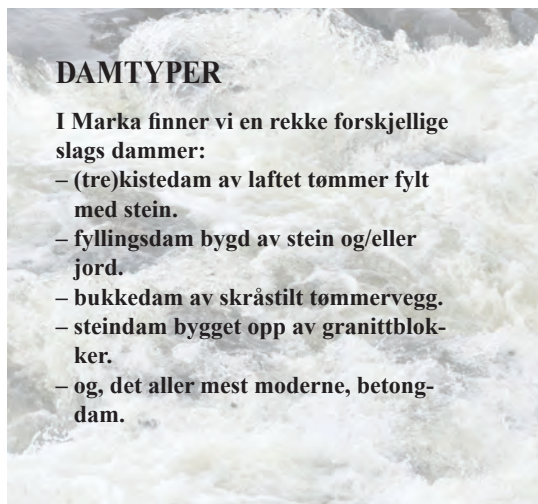 DAMTYPER
I Marka finner vi en rekke forskjellige
slags dammer:
– (tre)kistedam av laftet tømmer fylt
med stein.
– fyllingsdam bygd av stein og/eller
jord.
– bukkedam av skråstilt tømmervegg.
– steindam bygget opp av granittblok-
ker.
– og, det aller mest moderne, betong-
dam.